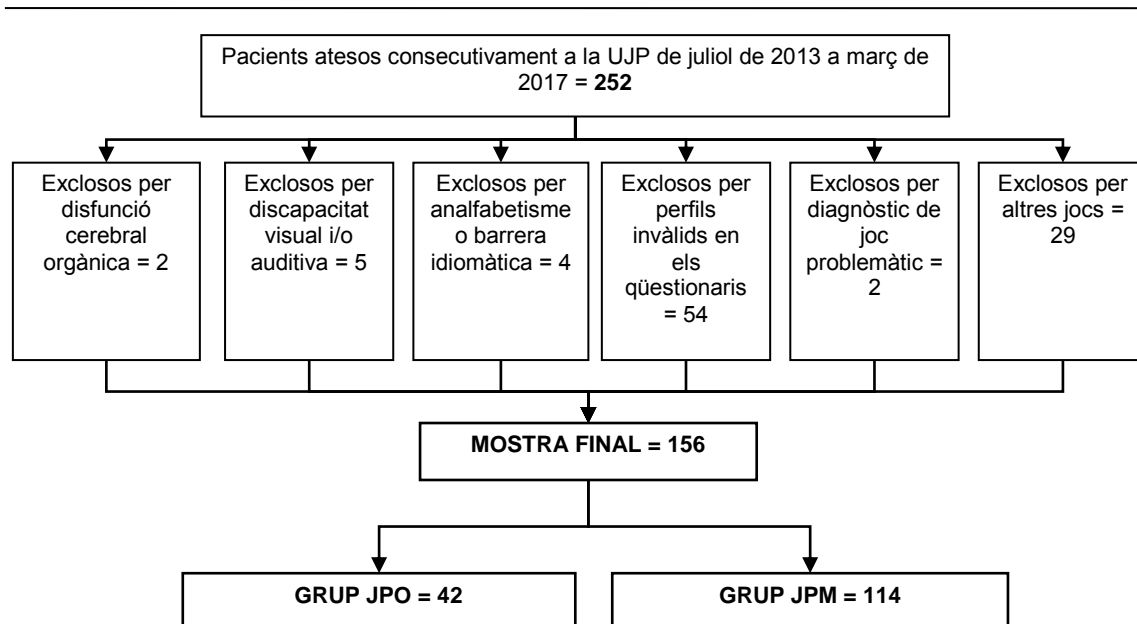 Pacients atesos consecutivament a la UJP de juliol de 2013 a març de
2017 = 252
Exclosos per
disfunció
cerebral
orgànica = 2
Exclosos per
discapacitat
visual i/o
auditiva = 5
Exclosos per
analfabetisme
o barrera
idiomàtica = 4
Exclosos per
perfils
invàlids en
els
qüestionaris
= 54
Exclosos per
diagnòstic de
joc
problemàtic =
2
Exclosos per
altres jocs =
29
MOSTRA FINAL = 156
GRUP JPO = 42
GRUP JPM = 114